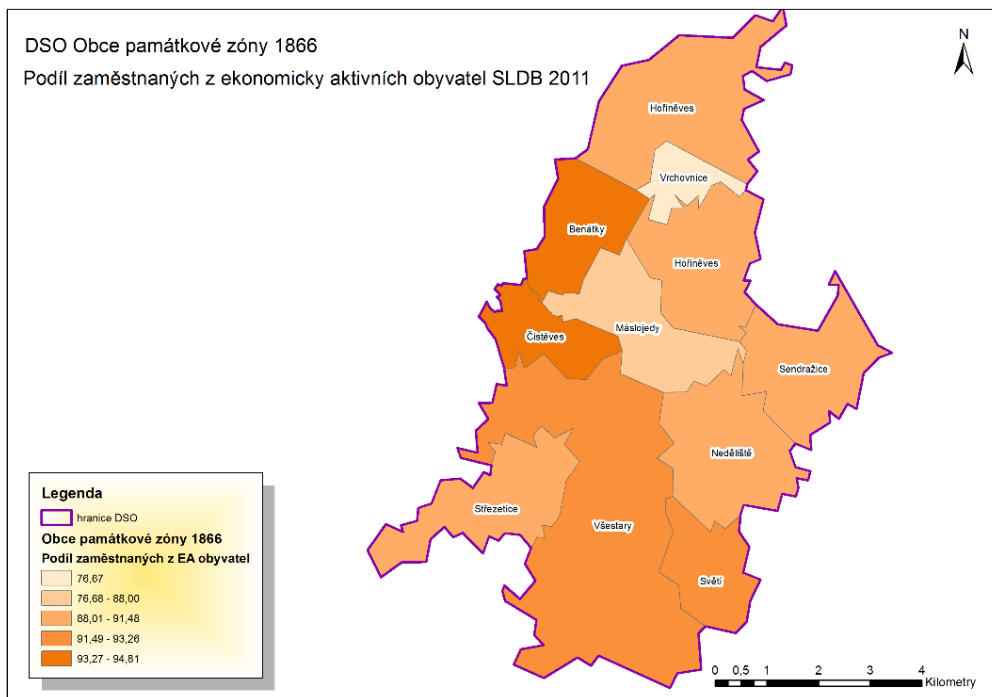 DSO Obce památkové zóny 1866
Podíl zaměstnaných z ekonomicky aktivních obyvatel SLDB 2011
N
Hořiněves
Vrchovnice
Benátky
Hořiněves
Máslojedy
Čistěves
Sendražice
Neděliště
Střezetice
Všestary
Světí
Legenda
hranice DSO
Obce památkové zóny 1866
Podíl zaměstnaných z EA obyvatel
76,67
76,68 - 88,00
88,01 - 91,48
91,49 - 93,26
93,27 - 94,81
0 0,5 1 2 3 4
Kilometry